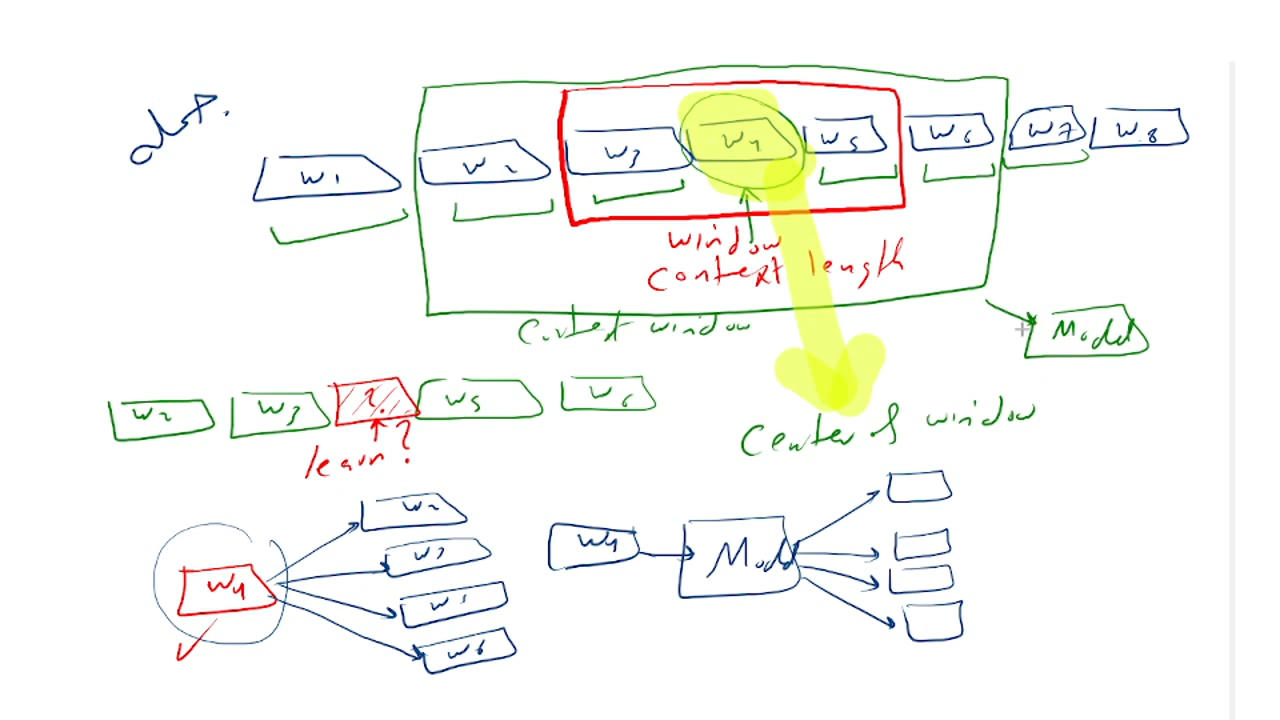 w1 w2 w3 w4 w5 w6 w7 w8
window
context length
Context window
Model
w2 w3 ? w5 w6
learn?
Center of window
w4 w2 w3 w5 w6
w4 Model